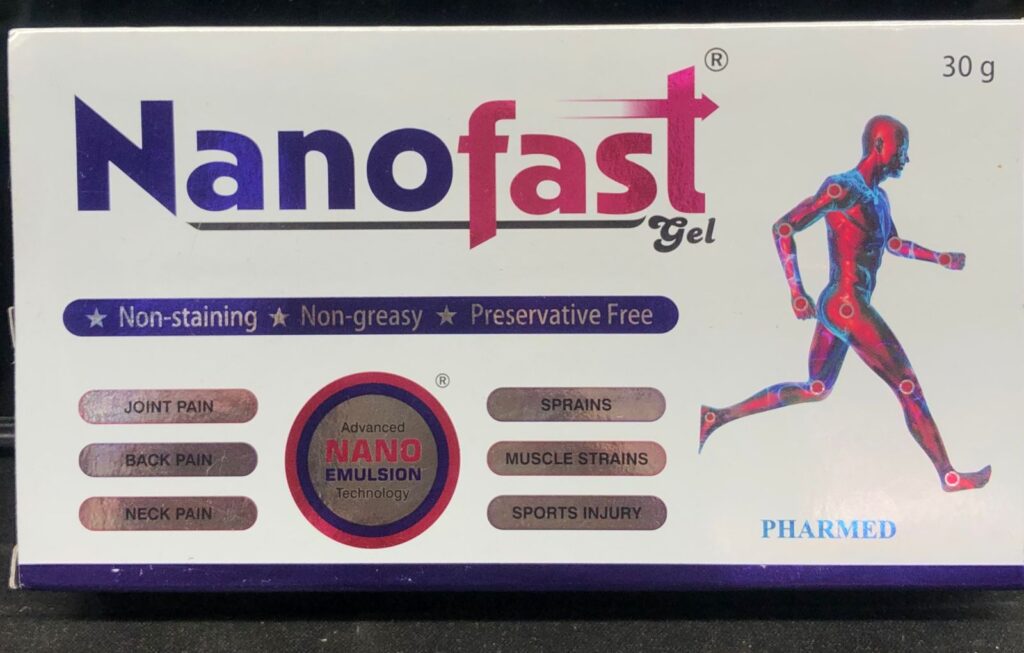 30 g
Nanofast®
Gel
★ Non-staining ★ Non-greasy ★ Preservative Free
JOINT PAIN
BACK PAIN
NECK PAIN
®
Advanced
NANO
EMULSION
Technology
SPRAINS
MUSCLE STRAINS
SPORTS INJURY
PHARMED